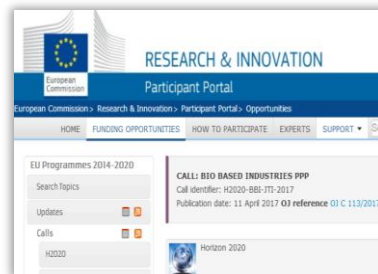 European
Commission
RESEARCH & INNOVATION
Participant Portal
European Commission > Research & Innovation > Participant Portal > Opportunities
HOME FUNDING OPPORTUNITIES HOW TO PARTICIPATE EXPERTS SUPPORT ▾
EU Programmes 2014-2020
Search Topics
Updates
Calls
H2020
CALL: BIO BASED INDUSTRIES PPP
Call identifier: H2020-BBI-JTI-2017
Publication date: 11 April 2017 OJ reference OJ C 113/2017
Horizon 2020